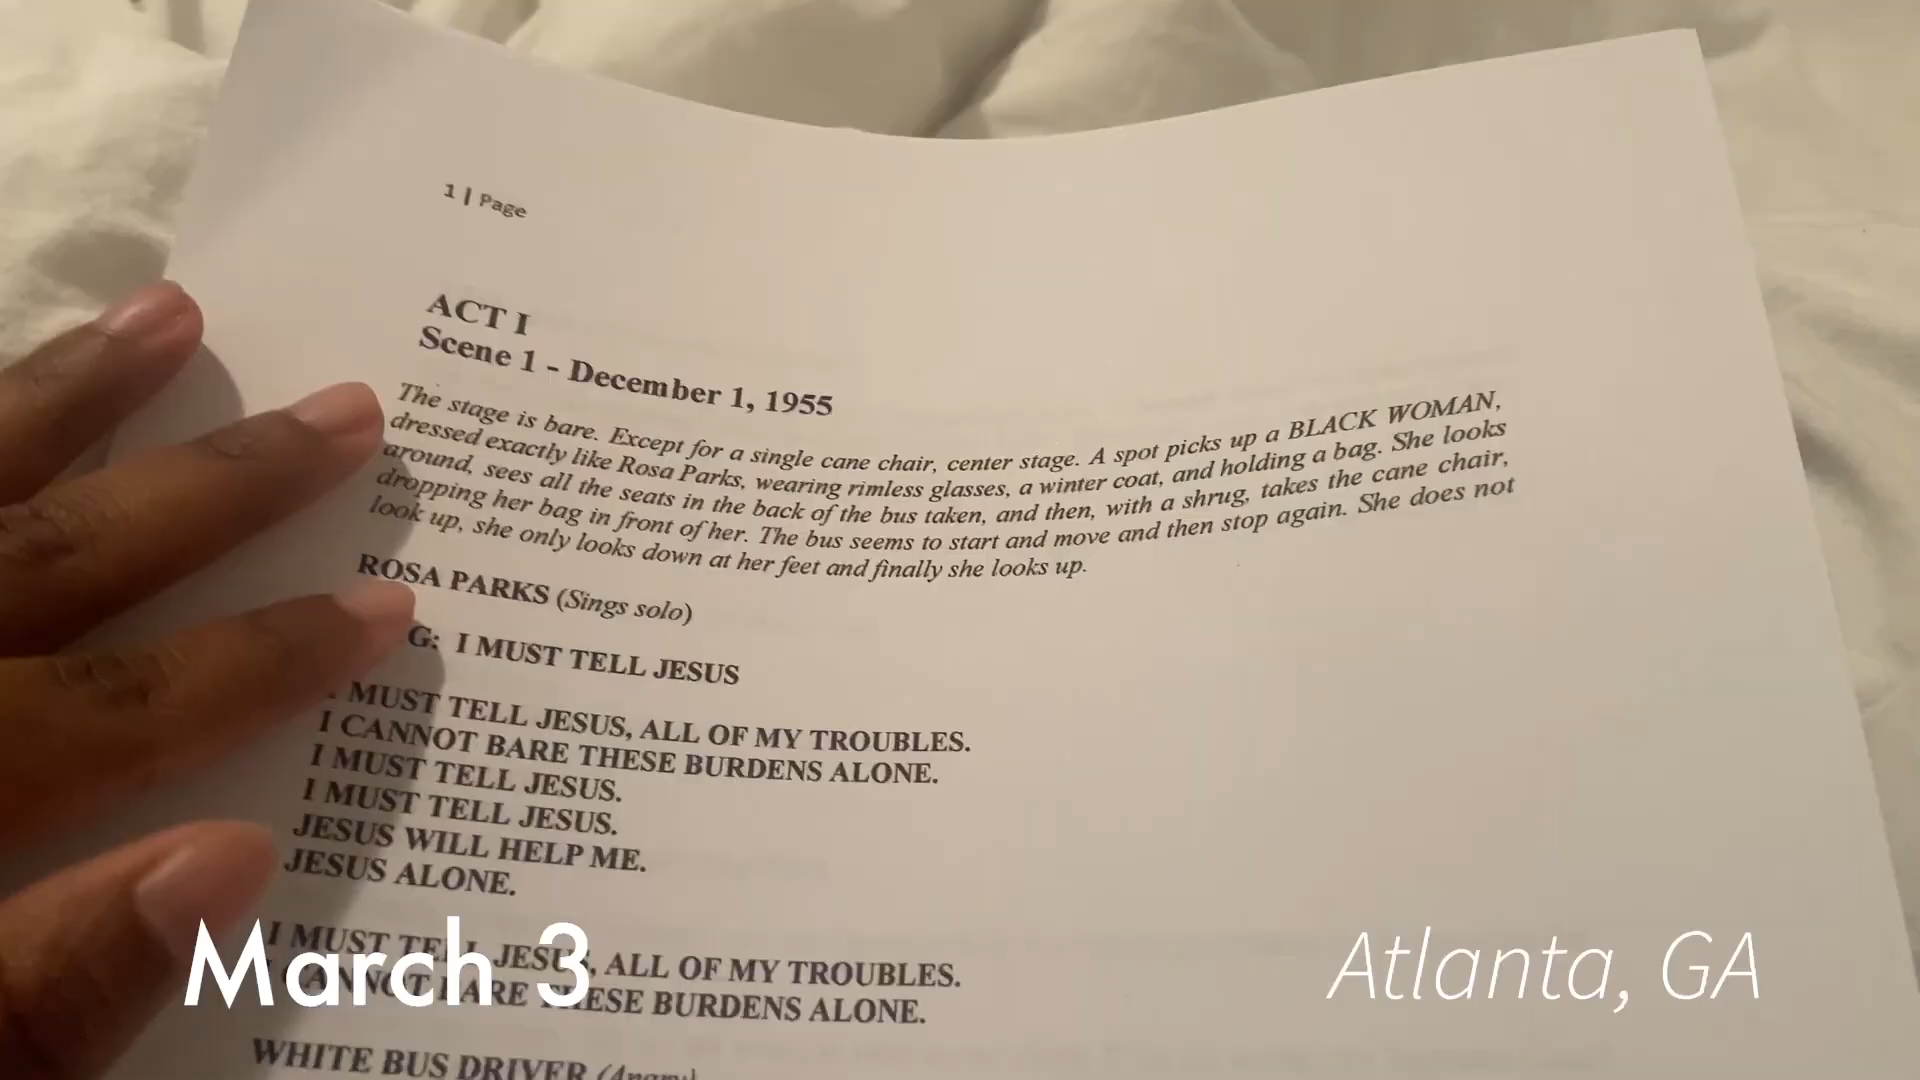 1 | Page
ACT I
Scene 1 - December 1, 1955
The stage is bare. Except for a single cane chair, center stage. A spot picks up a BLACK WOMAN,
dressed exactly like Rosa Parks, wearing rimless glasses, a winter coat, and holding a bag. She looks
around, sees all the seats in the back of the bus taken, and then, with a shrug, takes the cane chair,
dropping her bag in front of her. The bus seems to start and move and then stop again. She does not
look up, she only looks down at her feet and finally she looks up.
ROSA PARKS (Sings solo)
G: I MUST TELL JESUS
I MUST TELL JESUS, ALL OF MY TROUBLES.
I CANNOT BARE THESE BURDENS ALONE.
I MUST TELL JESUS.
I MUST TELL JESUS.
JESUS WILL HELP ME.
JESUS ALONE.
I MUST TELL JESUS, ALL OF MY TROUBLES.
I CANNOT BARE THESE BURDENS ALONE.
WHITE BUS DRIVER (Angry)
March 3
Atlanta, GA